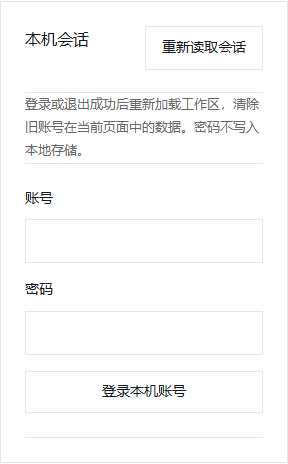 本机会话
重新读取会话
登录或退出成功后重新加载工作区，清除
旧账号在当前页面中的数据。密码不写入
本地存储。
账号
密码
登录本机账号